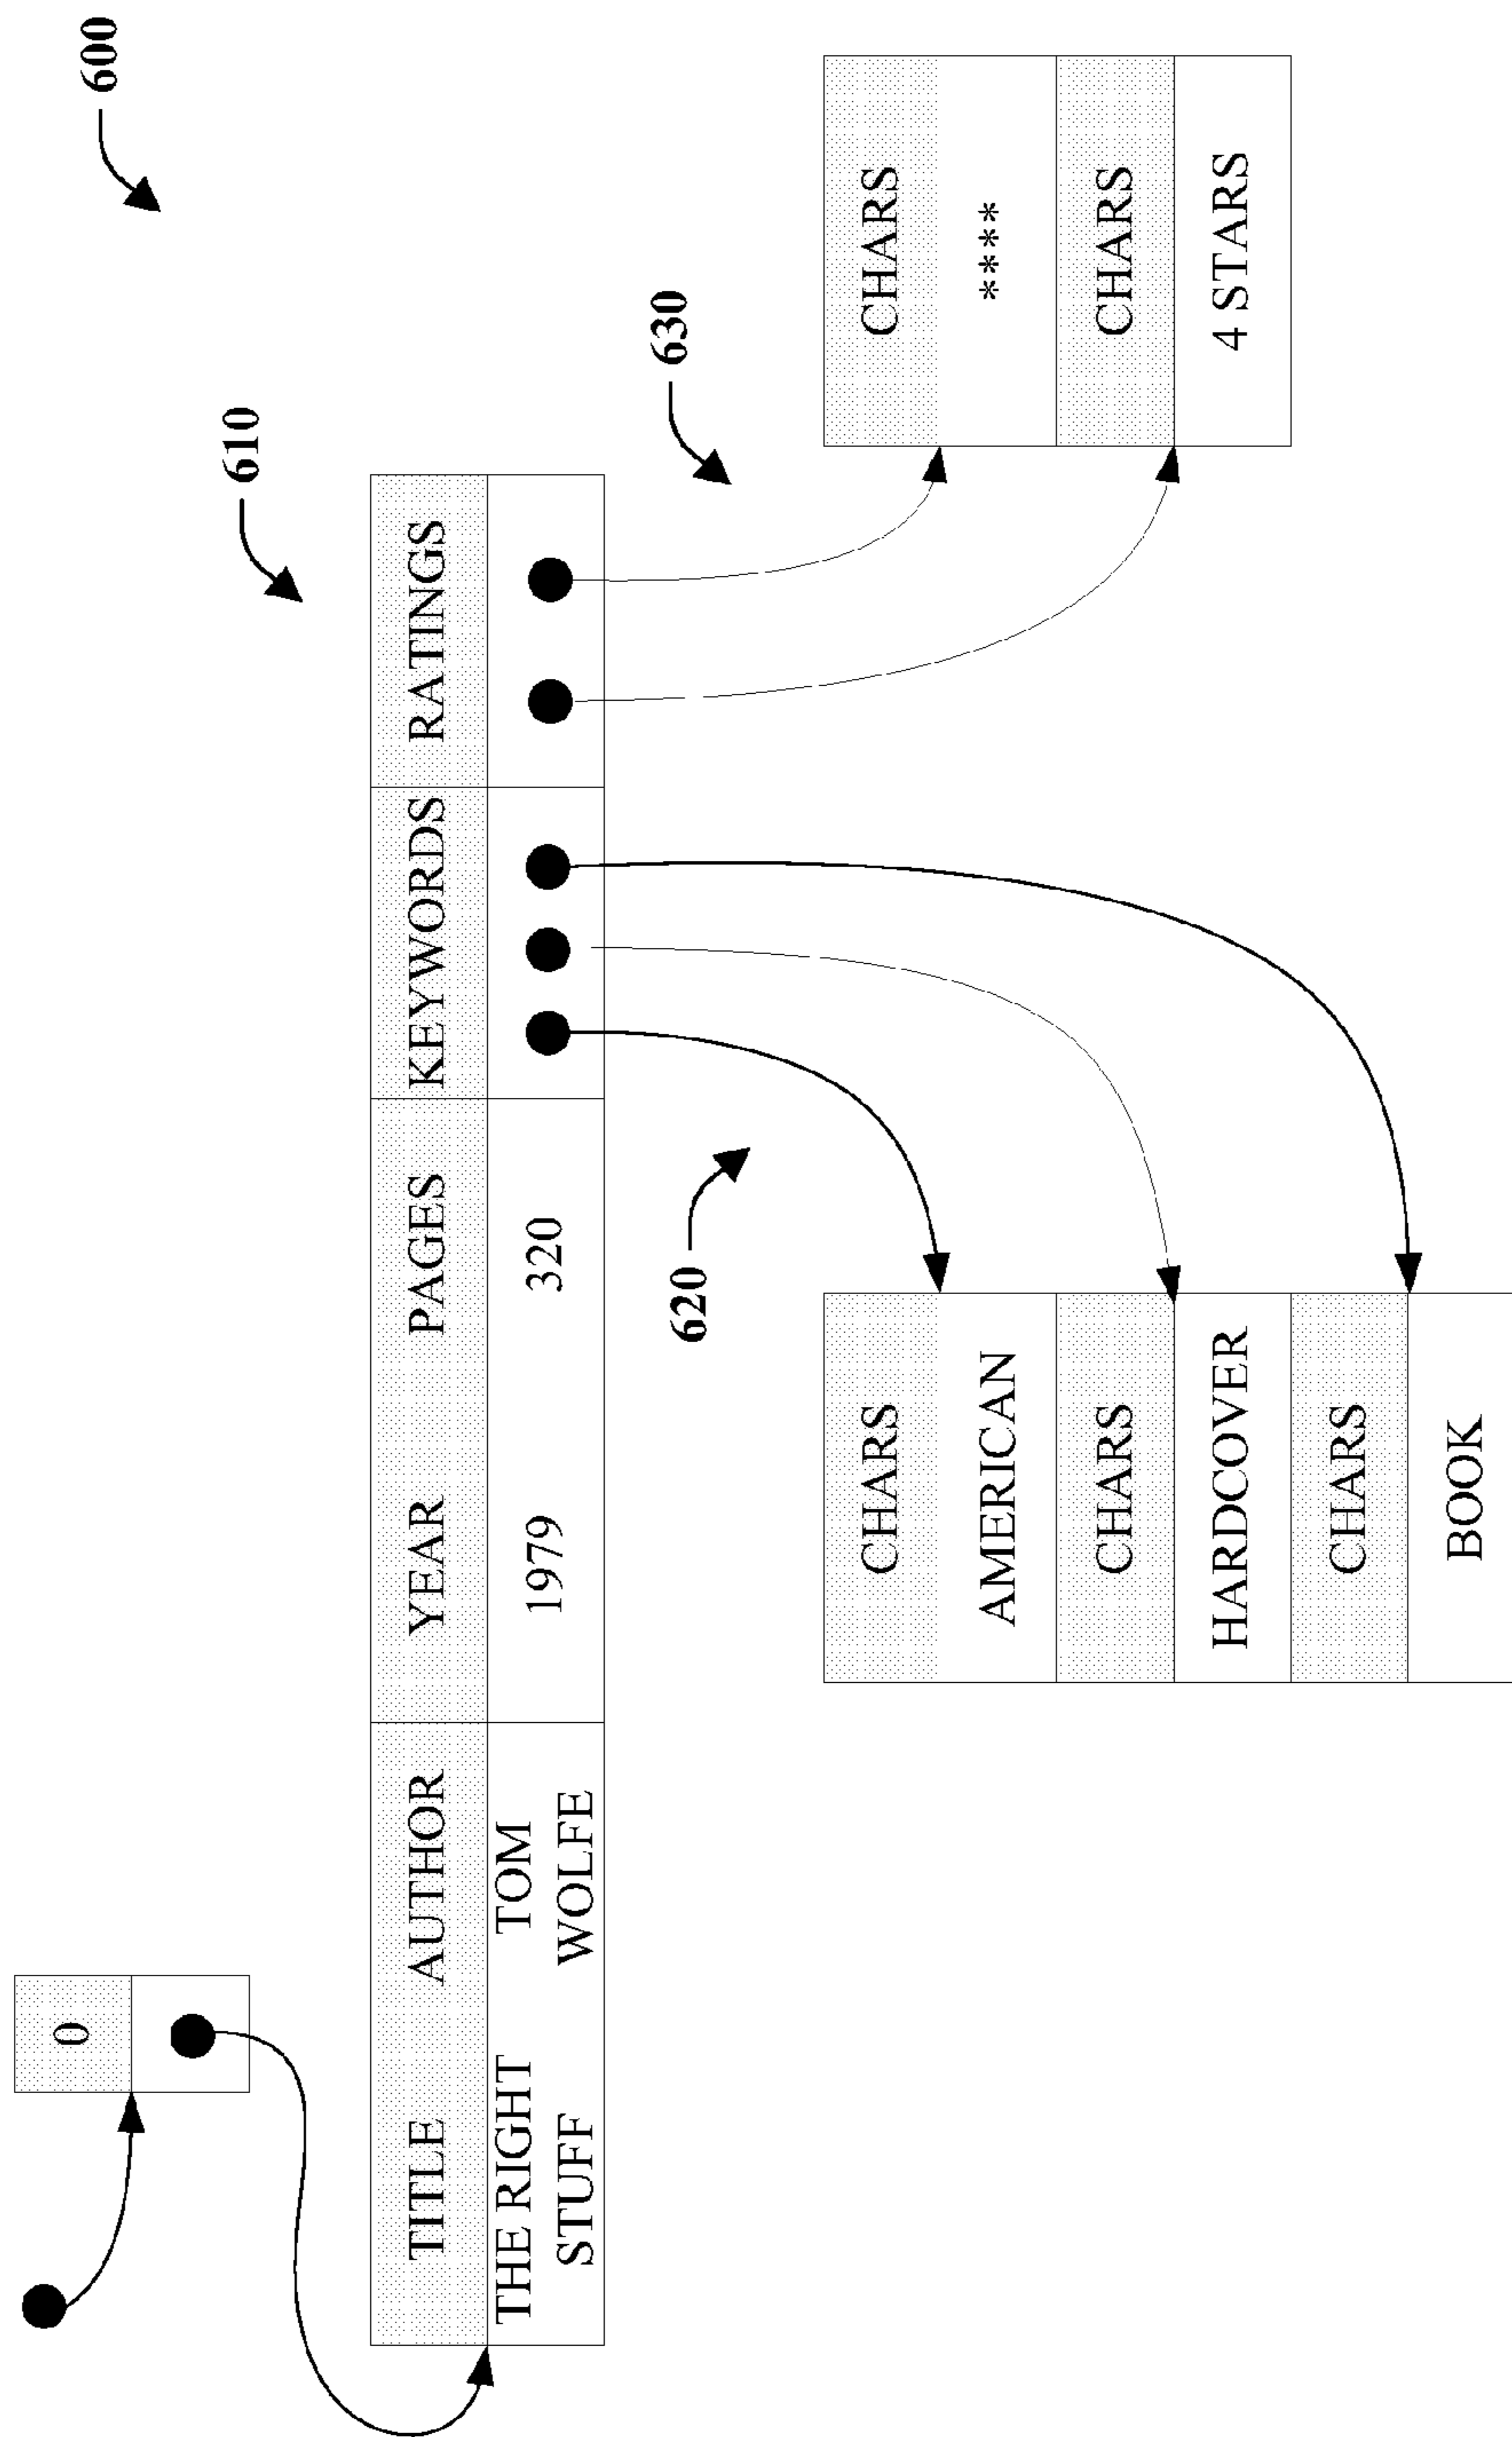 600
610
0
TITLE AUTHOR YEAR PAGES KEYWORDS RATINGS
THE RIGHT TOM 1979 320
STUFF WOLFE
620
630
CHARS
AMERICAN
CHARS
HARDCOVER
CHARS
BOOK
CHARS
****
CHARS
4 STARS